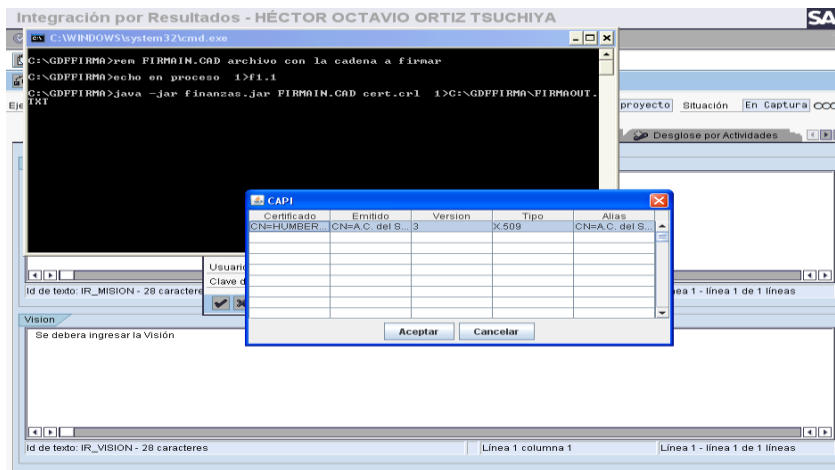 Integración por Resultados - HÉCTOR OCTAVIO ORTIZ TSUCHIYA
SA
C:\WINDOWS\system32\cmd.exe
C:\GDFFIRMA>rem FIRMAIN.CAD archivo con la cadena a firmar
C:\GDFFIRMA>echo en proceso 1>f1.1
C:\GDFFIRMA>java -jar finanzas.jar FIRMAIN.CAD cert.crl 1>C:\GDFFIRMA\FIRMAOUT.
TXT
Eje
proyecto Situación En Captura
Desglose por Actividades
CAPI
Certificado Emitido Version Tipo Alias
CN=HUMBER... CN=A.C. del S... 3 X.509 CN=A.C. del S...
Usuario
Clave d
Id de texto: IR_MISION - 28 caractere
ea 1 - línea 1 de 1 líneas
Aceptar Cancelar
Vision
Se debera ingresar la Visión
Id de texto: IR_VISION - 28 caracteres Línea 1 columna 1 Línea 1 - línea 1 de 1 líneas